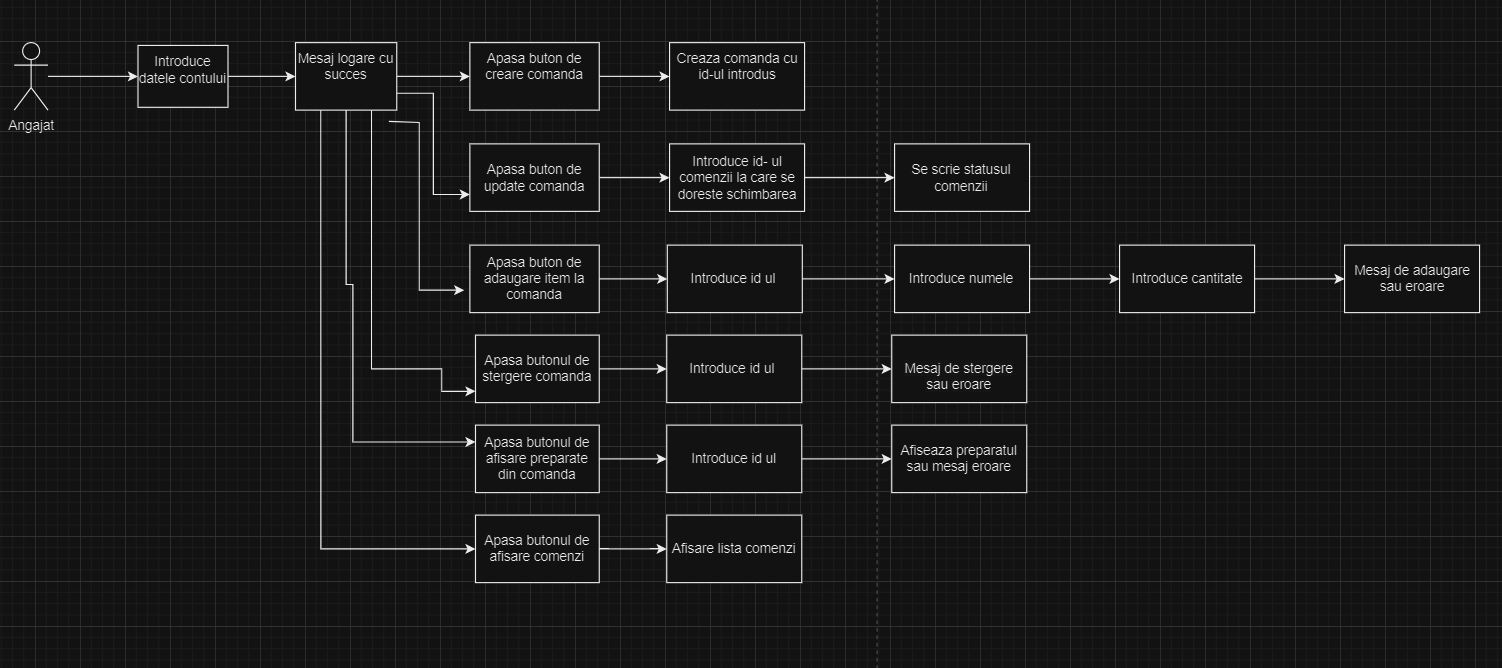 Angajat
Introduce
datele contului
Mesaj logare cu
succes
Apasa buton de
creare comanda
Creaza comanda cu
id-ul introdus
Apasa buton de
update comanda
Introduce id- ul
comenzii la care se
doreste schimbarea
Se scrie statusul
comenzii
Apasa buton de
adaugare item la
comanda
Introduce id ul
Introduce numele
Introduce cantitate
Mesaj de adaugare
sau eroare
Apasa butonul de
stergere comanda
Introduce id ul
Mesaj de stergere
sau eroare
Apasa butonul de
afisare preparate
din comanda
Introduce id ul
Afiseaza preparatul
sau mesaj eroare
Apasa butonul de
afisare comenzi
Afisare lista comenzi